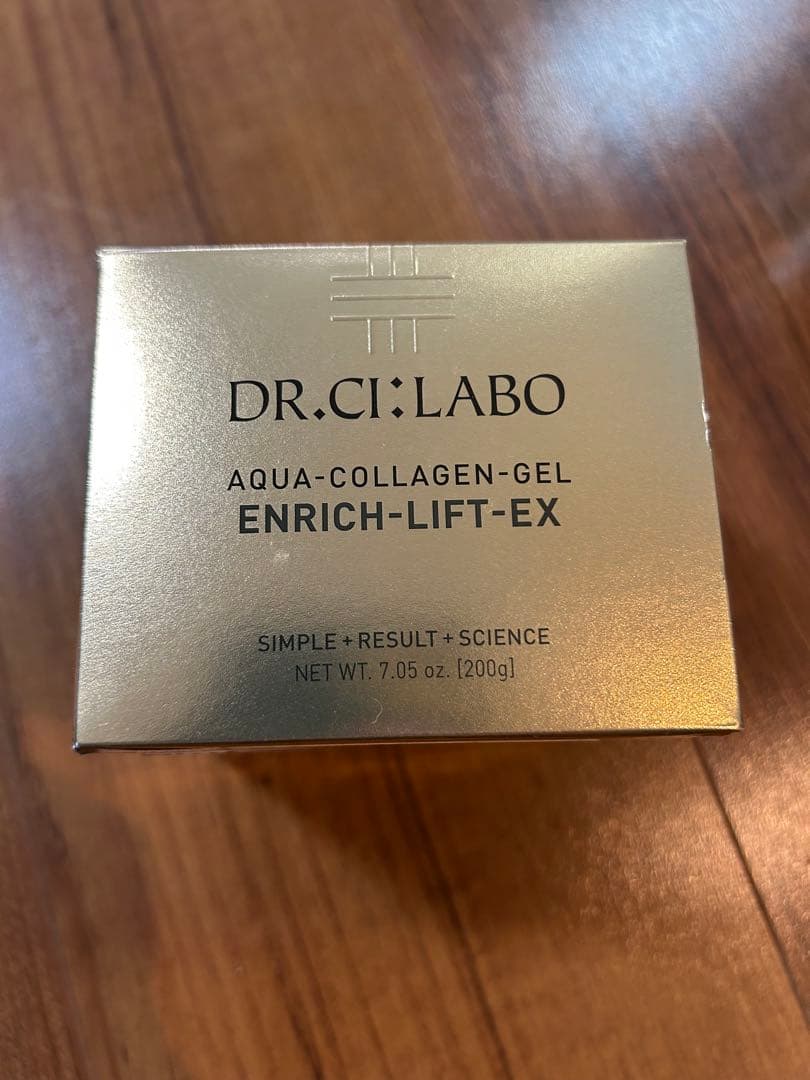 DR.CI:LABO
AQUA-COLLAGEN-GEL
ENRICH-LIFT-EX
SIMPLE+RESULT+SCIENCE
NET WT. 7.05 oz. [200g]